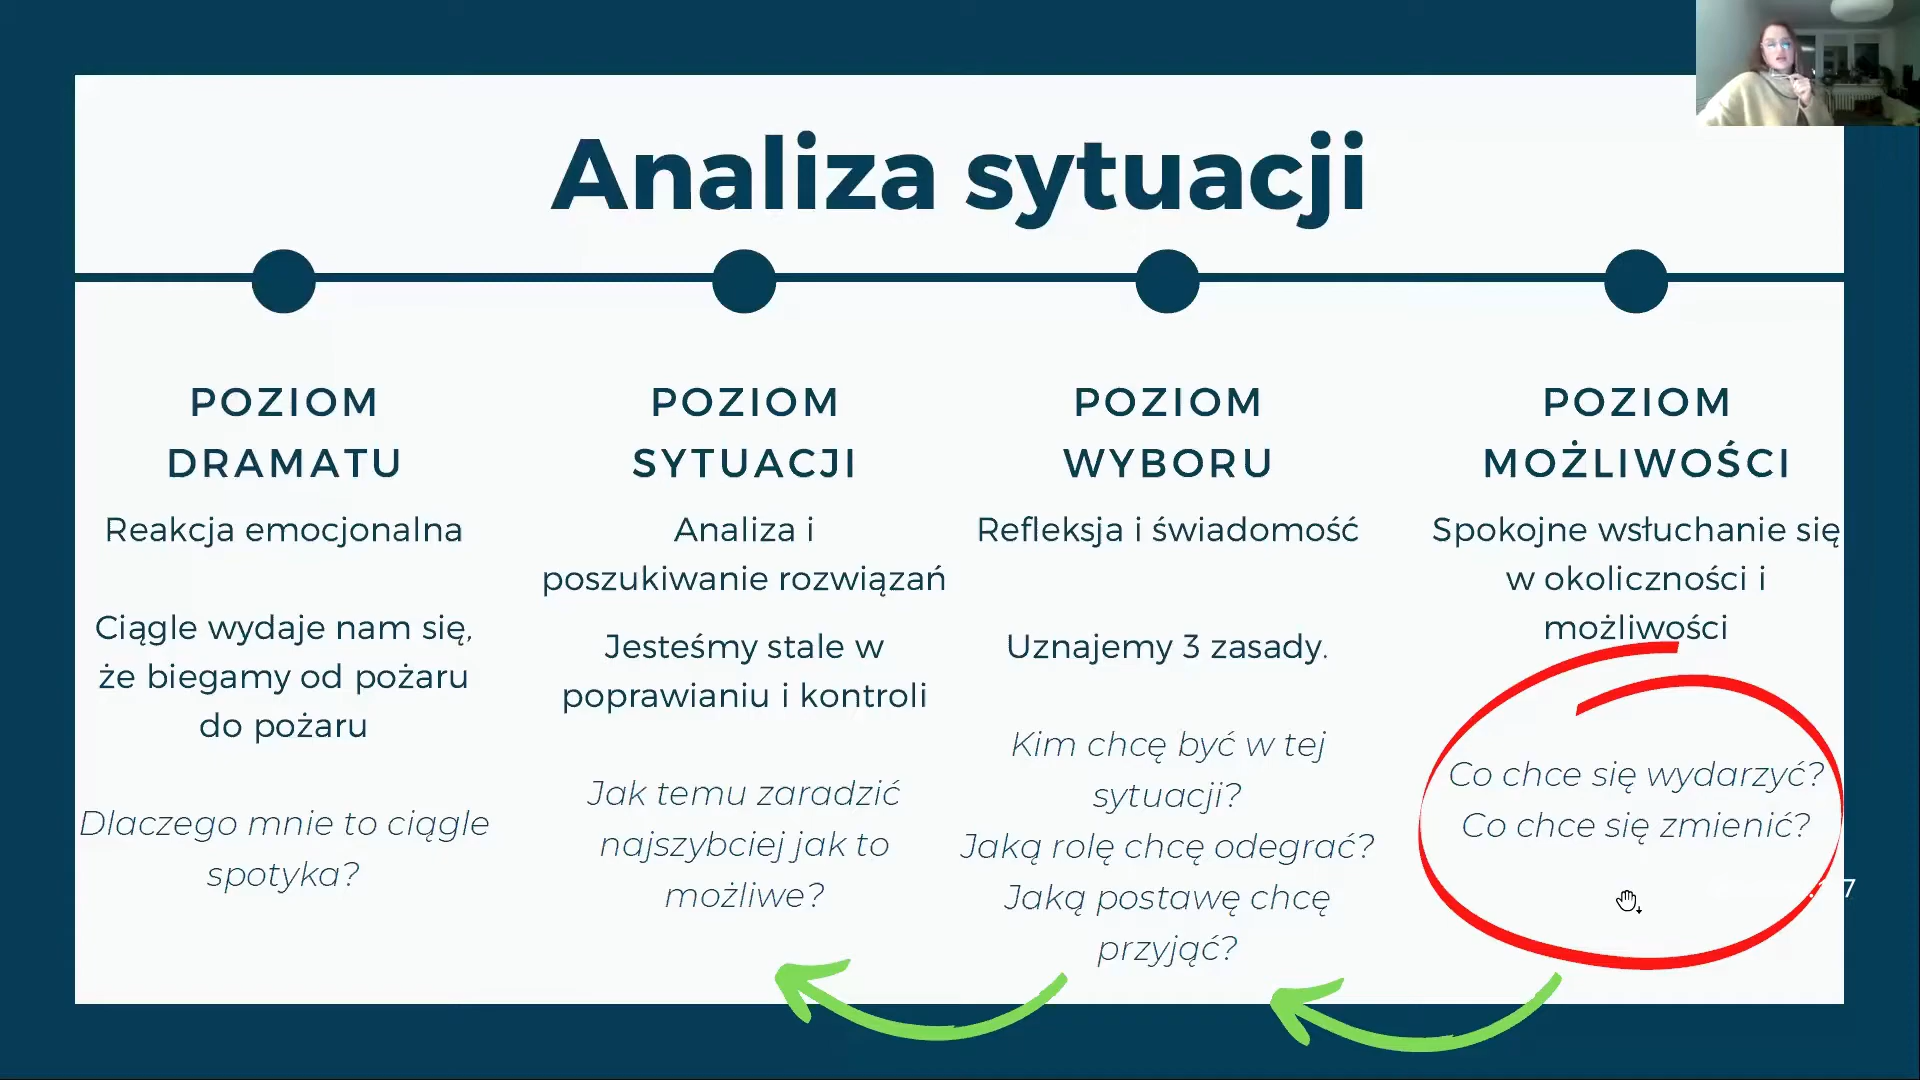 Analiza sytuacji
POZIOM
DRAMATU
Reakcja emocjonalna
Ciągle wydaje nam się,
że biegamy od pożaru
do pożaru
Dlaczego mnie to ciągle
spotyka?
POZIOM
SYTUACJI
Analiza i
poszukiwanie rozwiązań
Jesteśmy stale w
poprawianiu i kontroli
Jak temu zaradzić
najszybciej jak to
możliwe?
POZIOM
WYBORU
Refleksja i świadomość
Uznajemy 3 zasady.
Kim chcę być w tej
sytuacji?
Jaką rolę chcę odegrać?
Jaką postawę chcę
przyjąć?
POZIOM
MOŻLIWOŚCI
Spokojne wsłuchanie się
w okoliczności i
możliwości
Co chce się wydarzyć?
Co chce się zmienić?